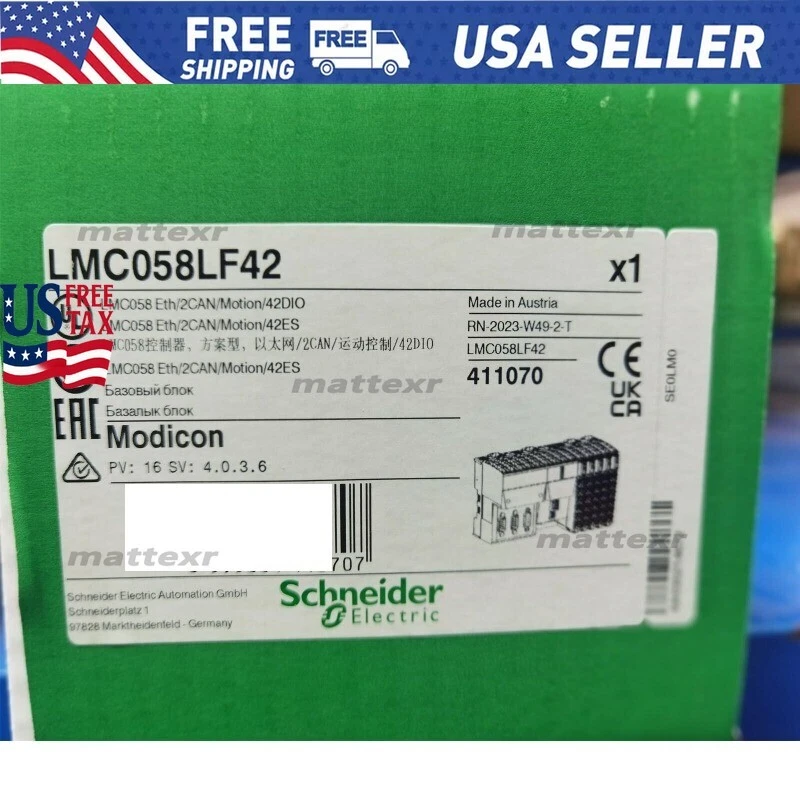 FREE
SHIPPING
FREE
USA SELLER
mattexr
mattexr
LMC058LF42
x1
LMC058 Eth/2CAN/Motion/42DIO
LMC058 Eth/2CAN/Motion/42ES
LMC058控制器、方案型, 以太网/2CAN/运动控制/42DIO
LMC058 Eth/2CAN/Motion/42ES
Базовый блок
Базалык блок
US FREE
TAX
Made in Austria
RN-2023-W49-2-T
LMC058LF42
411070
CE
UK
CA
SE0LM0
mattexr
EAC
Modicon
PV: 16 SV: 4.0.3.6
707
mattexr
mattexr
Schneider Electric Automation GmbH
Schneiderplatz 1
97828 Marktheidenfeld - Germany
Schneider
Electric